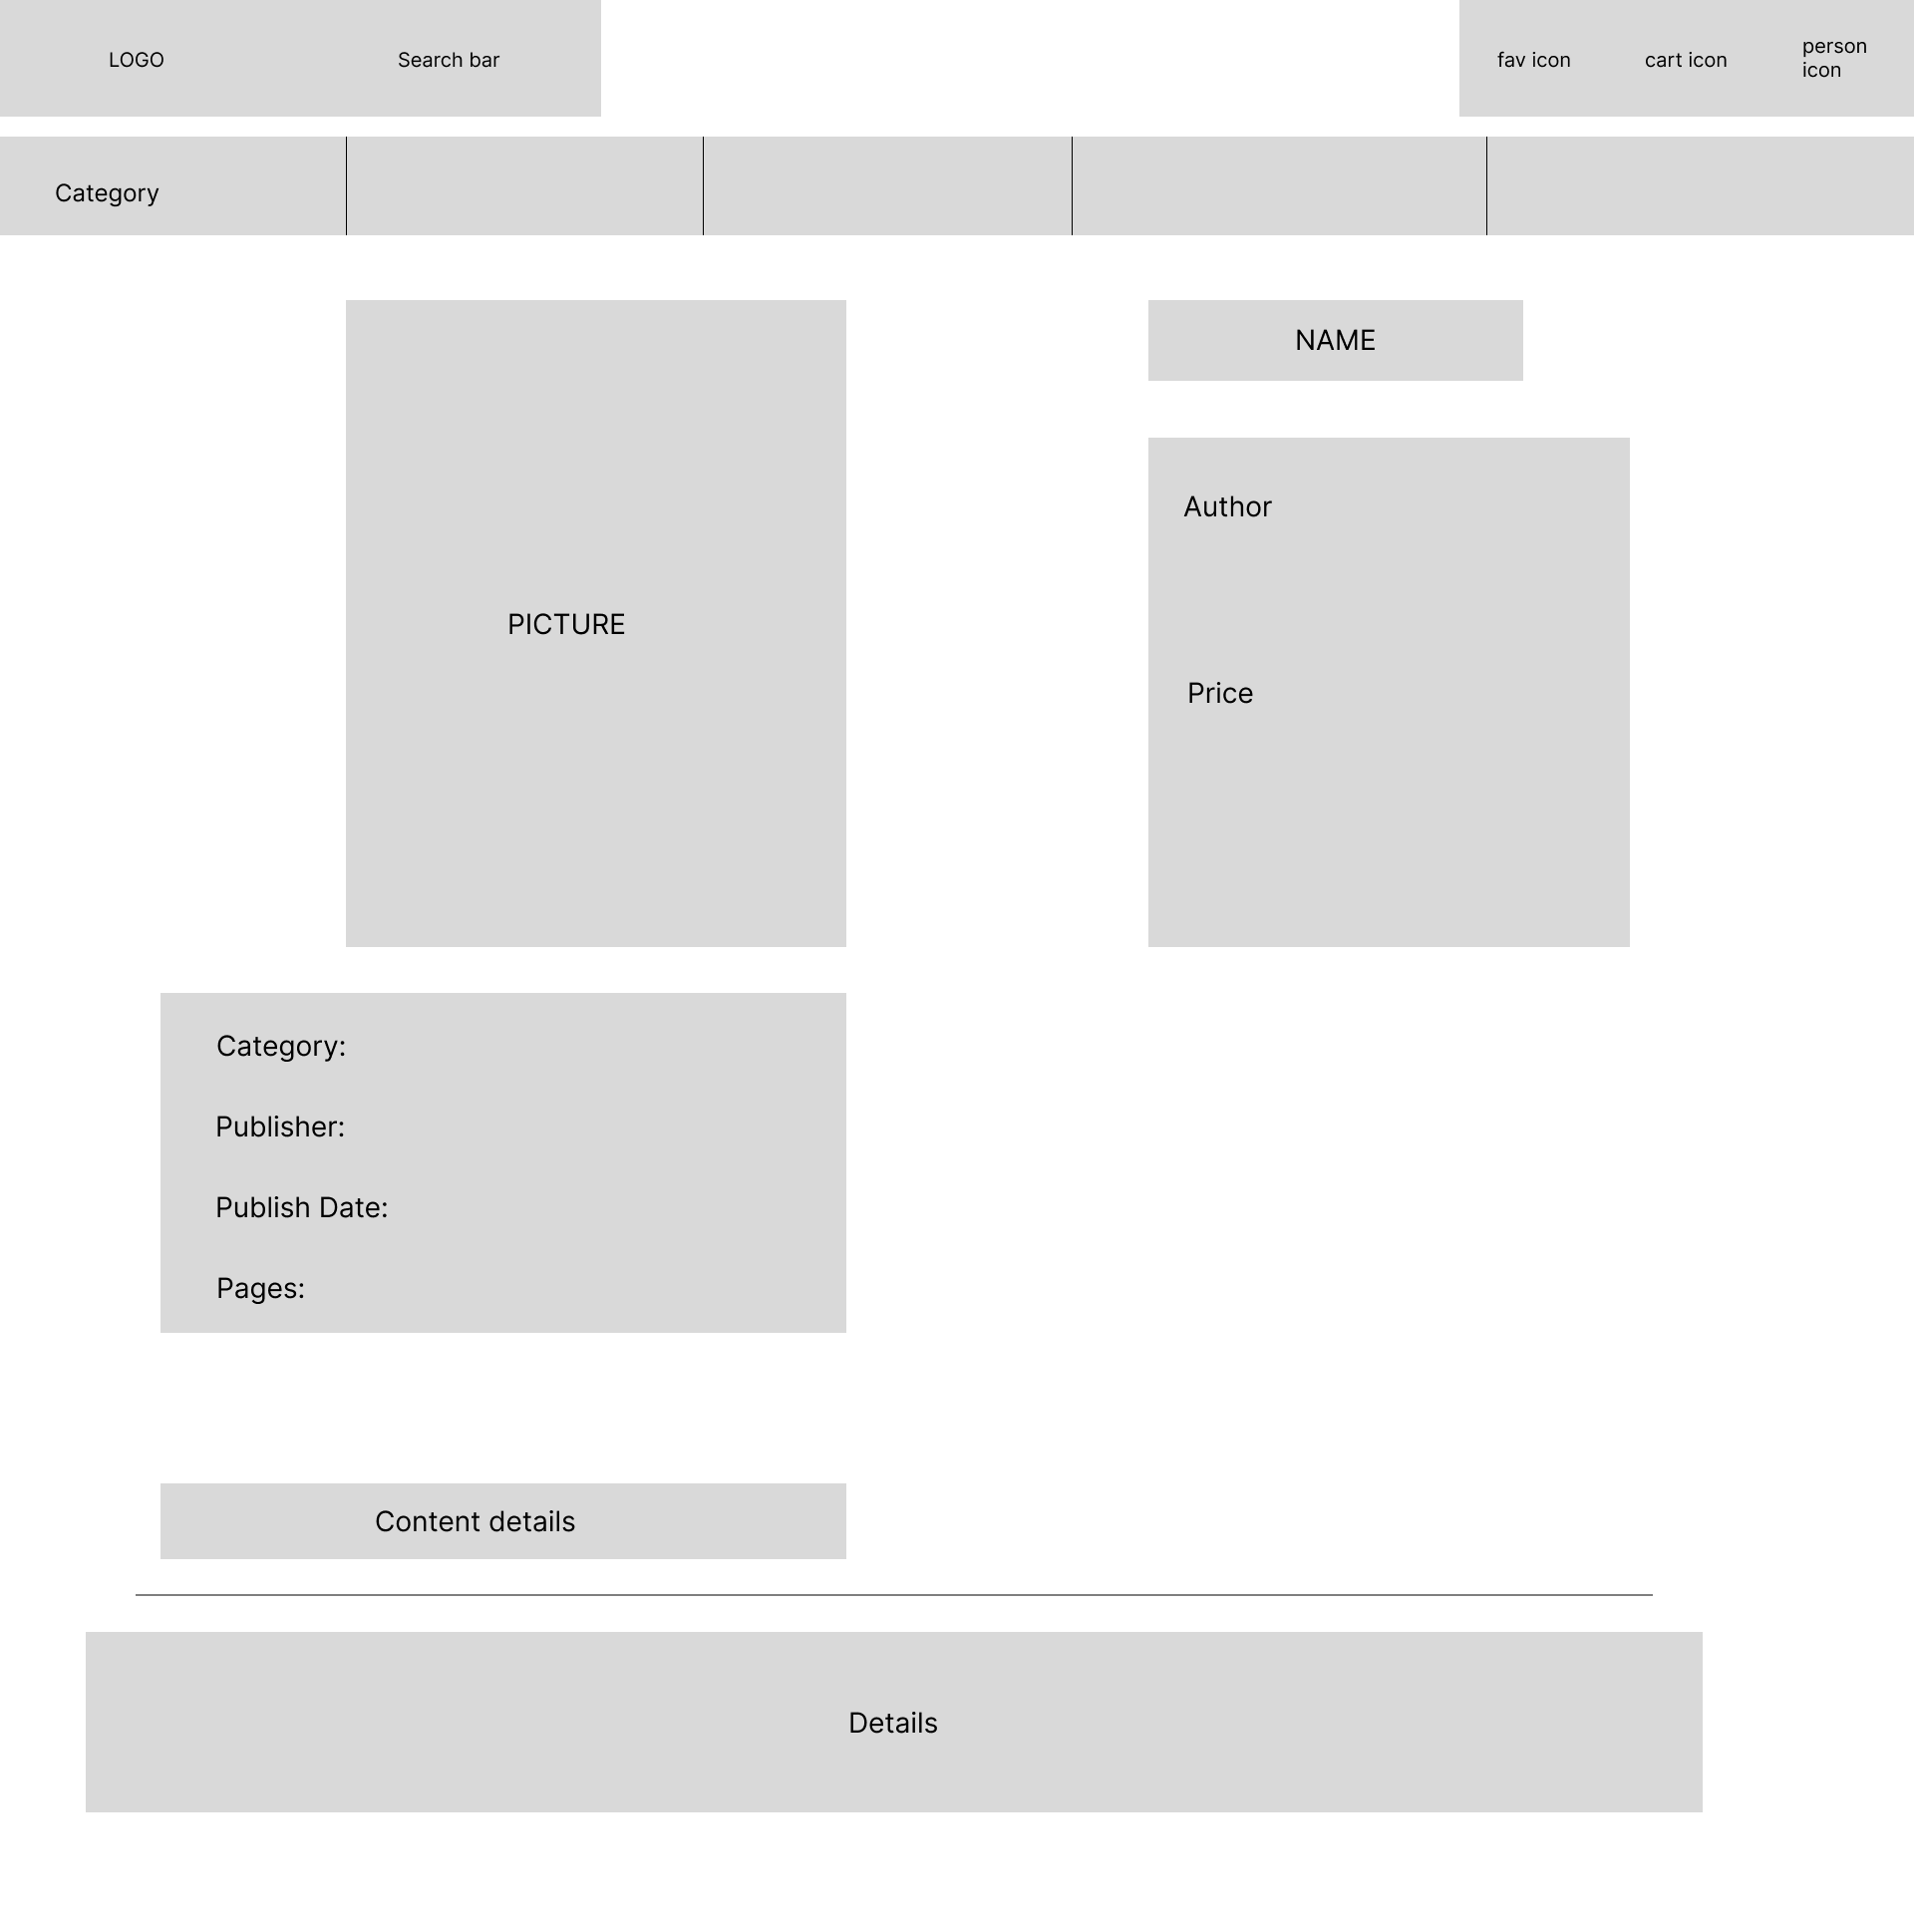 LOGO
Search bar
fav icon
cart icon
person
icon
Category
NAME
Author
PICTURE
Price
Category:
Publisher:
Publish Date:
Pages:
Content details
Details